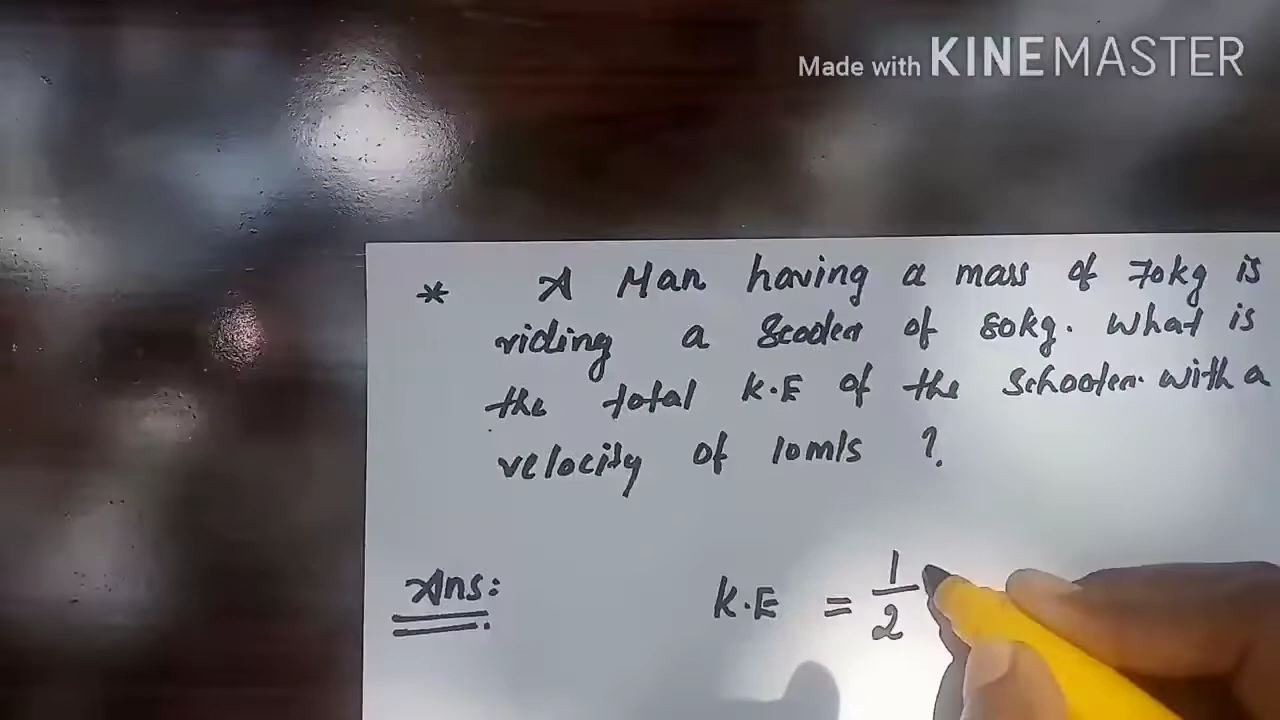 Made with KINEMASTER
* A Man having a mass of 70kg is
riding a Scooter of 80kg. What is
the total K.E of the Schooter with a
velocity of 10m/s ?
Ans:
K.E = 1/2